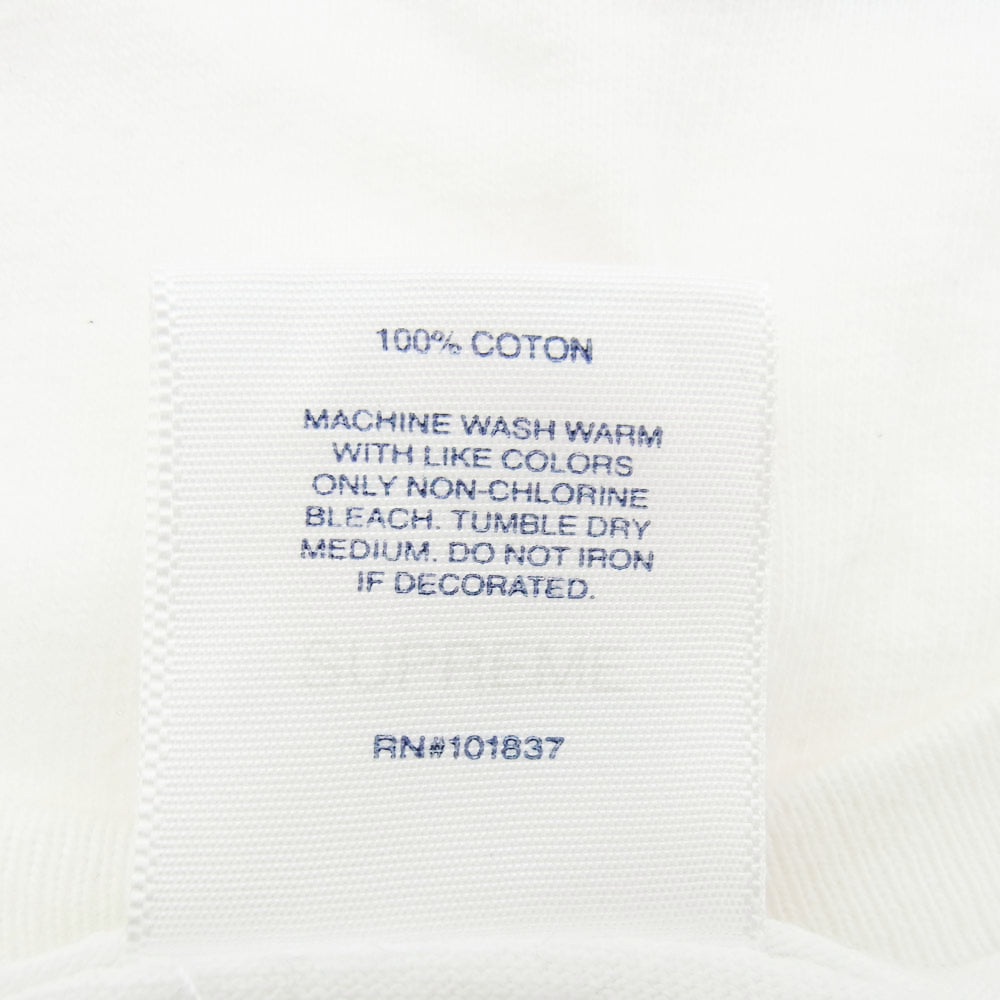 100% COTON
MACHINE WASH WARM
WITH LIKE COLORS
ONLY NON-CHLORINE
BLEACH. TUMBLE DRY
MEDIUM. DO NOT IRON
IF DECORATED.
SUPREME
RN#101837